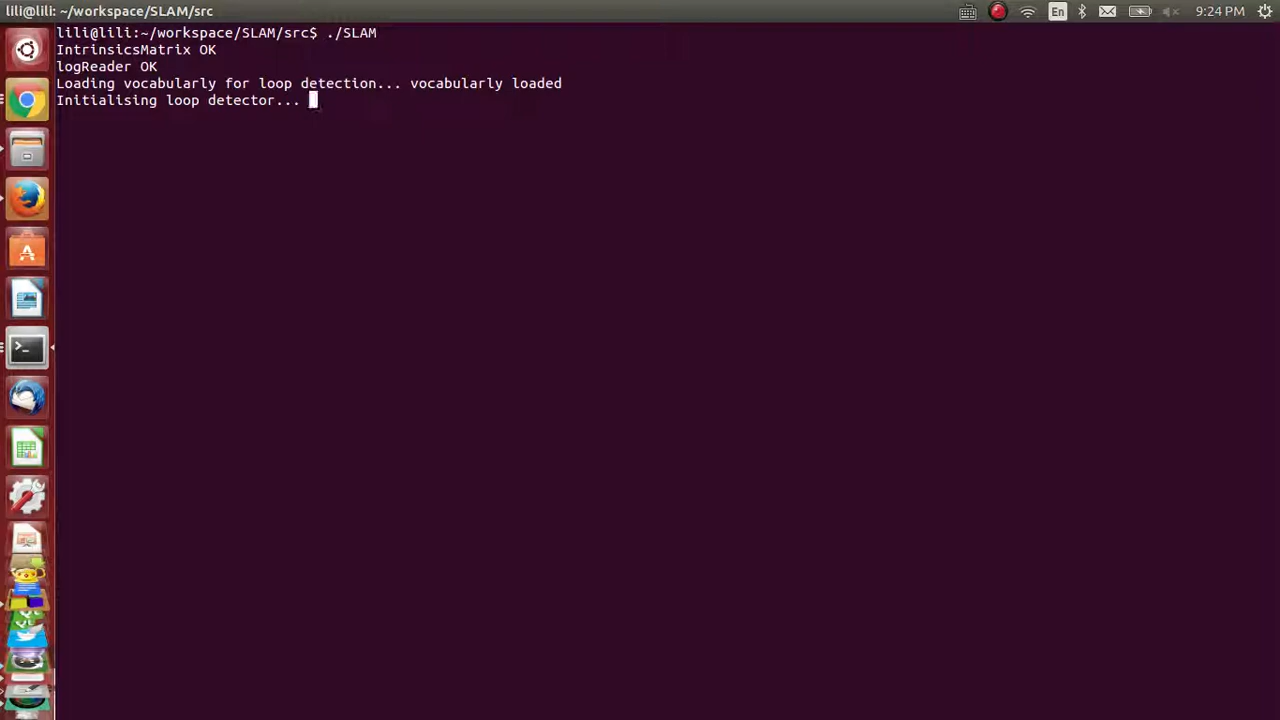 lili@lili: ~/workspace/SLAM/src
En
9:24 PM
lili@lili:~/workspace/SLAM/src$ ./SLAM
IntrinsicsMatrix OK
logReader OK
Loading vocabularly for loop detection... vocabularly loaded
Initialising loop detector...